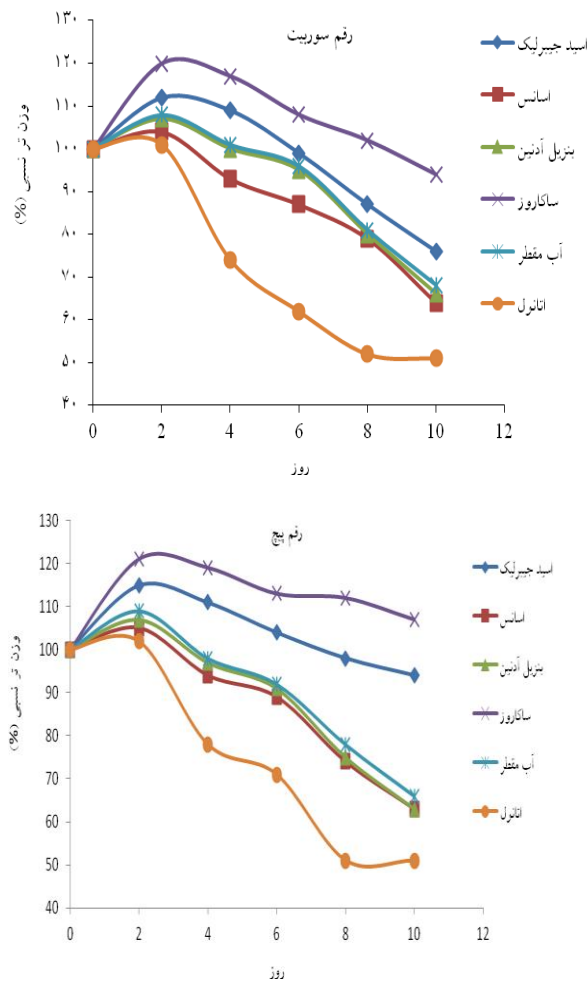 رقم سوربیت
۱۳۰
۱۲۰
۱۱۰
۱۰۰
۹۰
۸۰
۷۰
۶۰
۵۰
۴۰
وزن تر نسبی (%)
0 2 4 6 8 10 12
روز
اسید جیبرلیک
اسانس
بنزیل آدنین
ساکاروز
آب مقطر
اتانرل
رقم پیچ
130
120
110
100
90
80
70
60
50
40
وزن تر نسبی (%)
0 2 4 6 8 10 12
روز
اسید جیبرلیک
اسانس
بنزیل آدنین
ساکاروز
آب مقطر
اتانرل